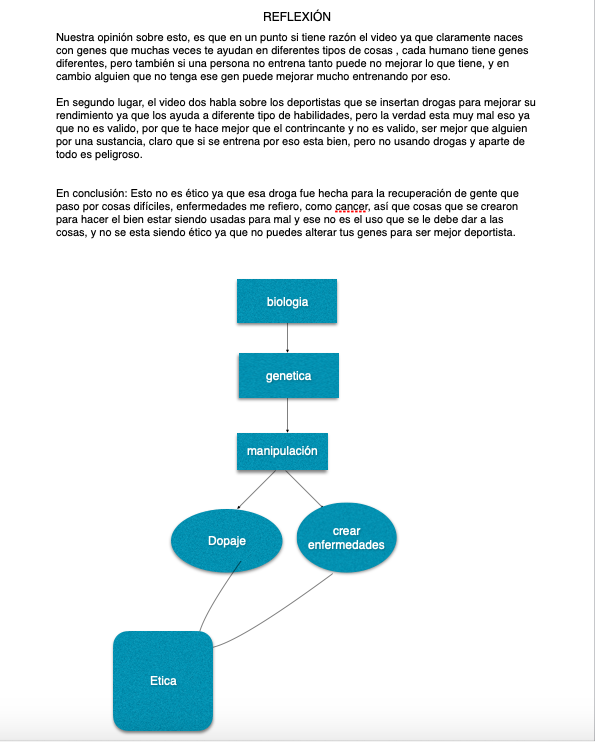 REFLEXIÓN
Nuestra opinión sobre esto, es que en un punto si tiene razón el video ya que claramente naces
con genes que muchas veces te ayudan en diferentes tipos de cosas , cada humano tiene genes
diferentes, pero también si una persona no entrena tanto puede no mejorar lo que tiene, y en
cambio alguien que no tenga ese gen puede mejorar mucho entrenando por eso.
En segundo lugar, el video dos habla sobre los deportistas que se insertan drogas para mejorar su
rendimiento ya que los ayuda a diferente tipo de habilidades, pero la verdad esta muy mal eso ya
que no es valido, por que te hace mejor que el contrincante y no es valido, ser mejor que alguien
por una sustancia, claro que si se entrena por eso esta bien, pero no usando drogas y aparte de
todo es peligroso.
En conclusión: Esto no es ético ya que esa droga fue hecha para la recuperación de gente que
paso por cosas difíciles, enfermedades me refiero, como cancer, así que cosas que se crearon
para hacer el bien estar siendo usadas para mal y ese no es el uso que se le debe dar a las
cosas, y no se esta siendo ético ya que no puedes alterar tus genes para ser mejor deportista.
biologia
genetica
manipulación
Dopaje
crear
enfermedades
Etica